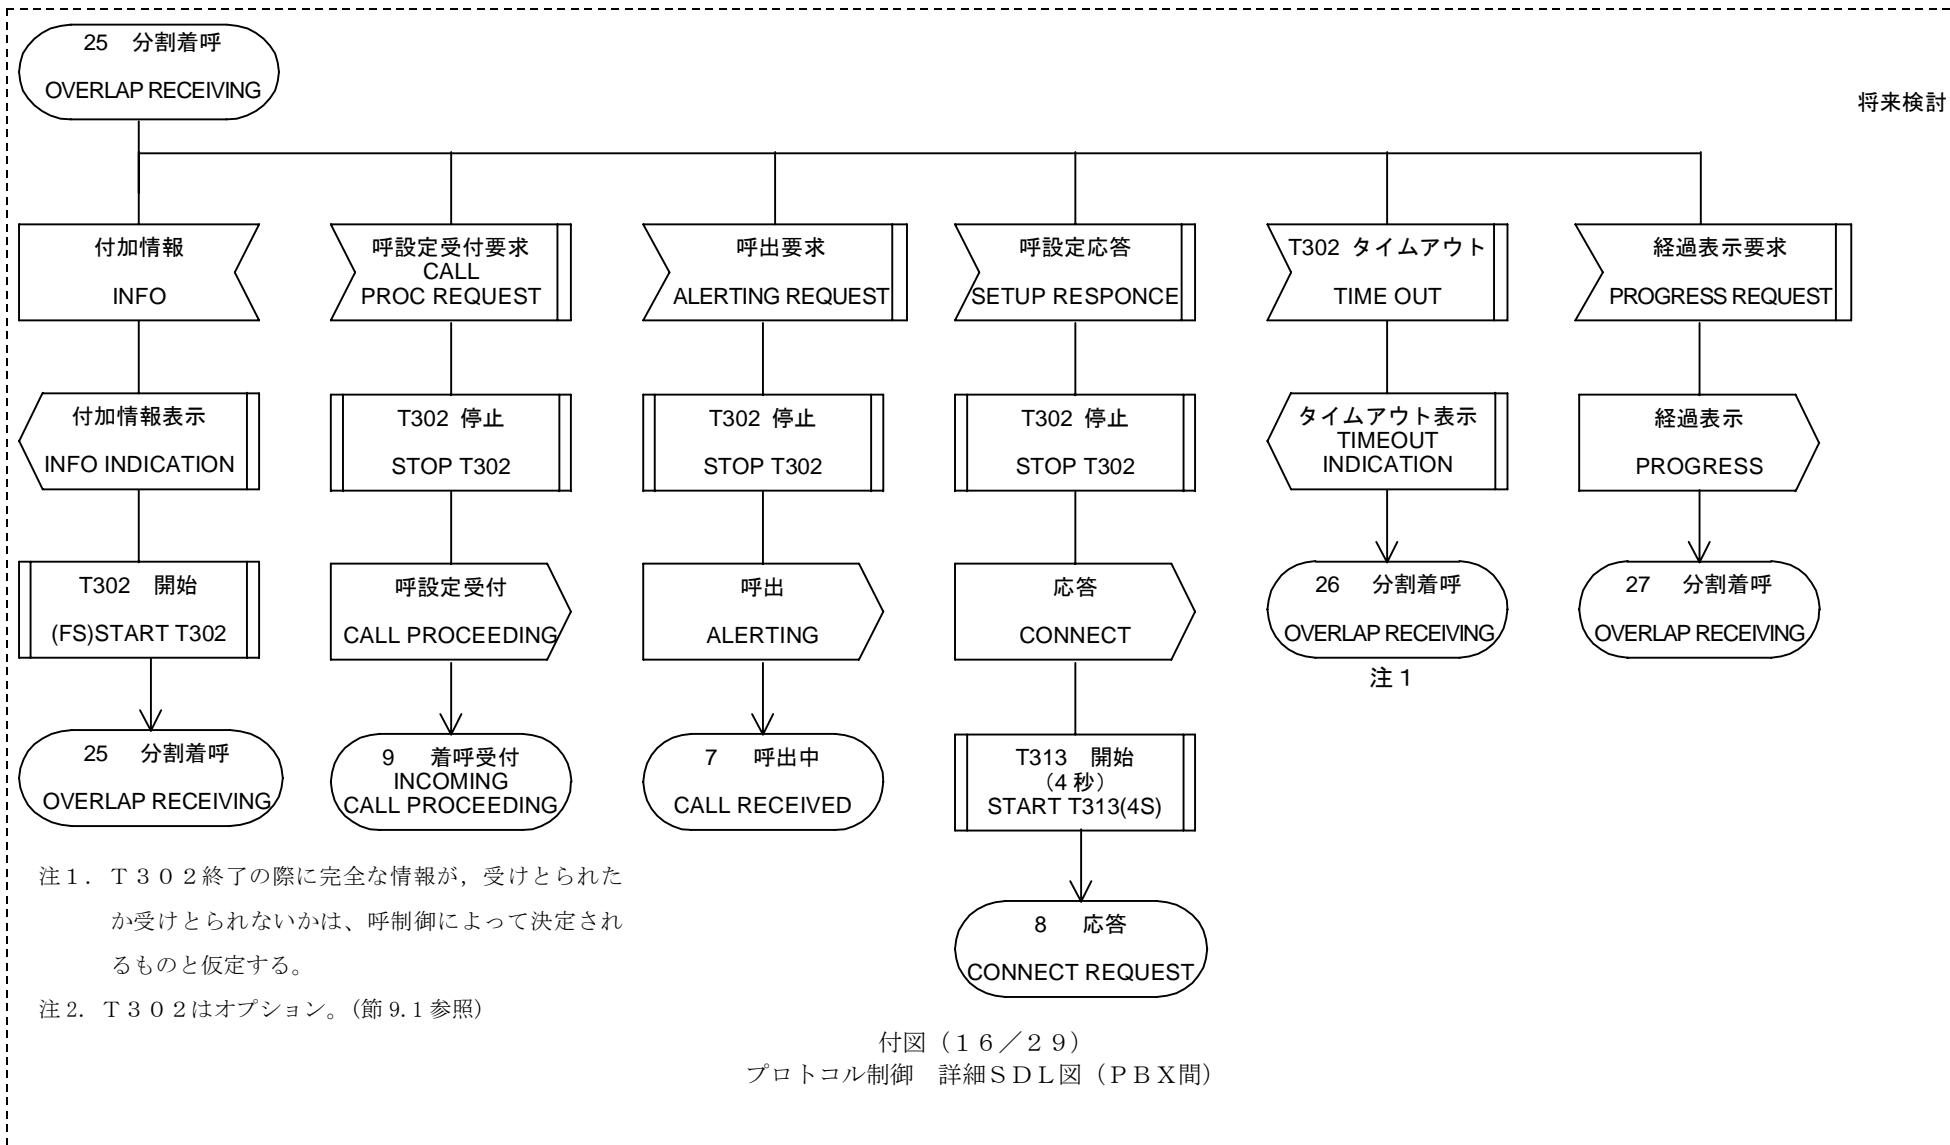 25 分割着呼
OVERLAP RECEIVING
将来検討
付加情報
INFO
呼設定受付要求
CALL
PROC REQUEST
呼出要求
ALERTING REQUEST
呼設定応答
SETUP RESPONCE
T302 タイムアウト
TIME OUT
経過表示要求
PROGRESS REQUEST
付加情報表示
INFO INDICATION
T302 停止
STOP T302
T302 停止
STOP T302
T302 停止
STOP T302
タイムアウト表示
TIMEOUT
INDICATION
経過表示
PROGRESS
T302 開始
(FS)START T302
呼設定受付
CALL PROCEEDING
呼出
ALERTING
応答
CONNECT
26 分割着呼
OVERLAP RECEIVING
注 1
27 分割着呼
OVERLAP RECEIVING
25 分割着呼
OVERLAP RECEIVING
9 着呼受付
INCOMING
CALL PROCEEDING
7 呼出中
CALL RECEIVED
T313 開始
(4 秒)
START T313(4S)
8 応答
CONNECT REQUEST
注１．Ｔ３０２終了の際に完全な情報が，受けとられた
か受けとられないかは、呼制御によって決定され
るものと仮定する。
注 2．Ｔ３０２はオプション。(節 9.1 参照)
付図（１６／２９）
プロトコル制御　詳細ＳＤＬ図（ＰＢＸ間）